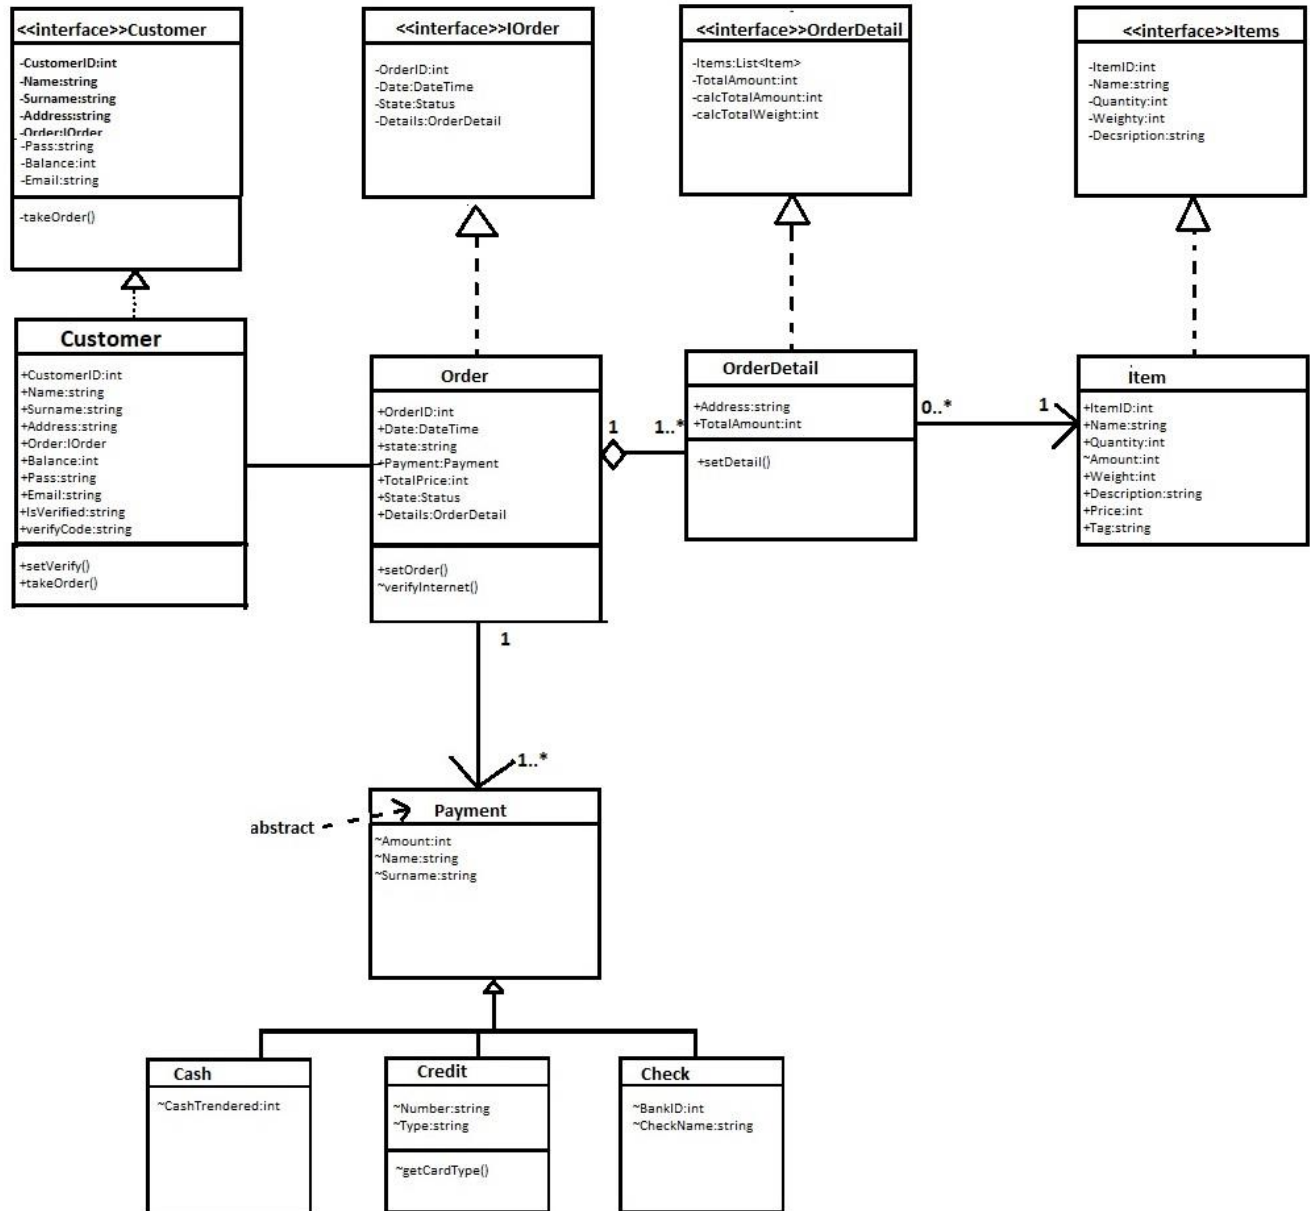 <<interface>>Customer
-CustomerID:int
-Name:string
-Surname:string
-Address:string
-Order:IOrder
-Pass:string
-Balance:int
-Email:string
-takeOrder()
<<interface>>IOrder
-OrderID:int
-Date:DateTime
-State:Status
-Details:OrderDetail
<<interface>>OrderDetail
-Items:List<Item>
-TotalAmount:int
-calcTotalAmount:int
-calcTotalWeight:int
<<interface>>Items
-ItemID:int
-Name:string
-Quantity:int
-Weighty:int
-Decsription:string
Customer
+CustomerID:int
+Name:string
+Surname:string
+Address:string
+Order:IOrder
+Balance:int
+Pass:string
+Email:string
+IsVerified:string
+verifyCode:string
+setVerify()
+takeOrder()
Order
+OrderID:int
+Date:DateTime
+state:string
+Payment:Payment
+TotalPrice:int
+State:Status
+Details:OrderDetail
+setOrder()
~verifyInternet()
1
1..*
OrderDetail
+Address:string
+TotalAmount:int
+setDetail()
0..*
1
Item
+ItemID:int
+Name:string
+Quantity:int
~Amount:int
+Weight:int
+Description:string
+Price:int
+Tag:string
1
1..*
abstract
Payment
~Amount:int
~Name:string
~Surname:string
Cash
~CashTrendered:int
Credit
~Number:string
~Type:string
~getCardType()
Check
~BankID:int
~CheckName:string